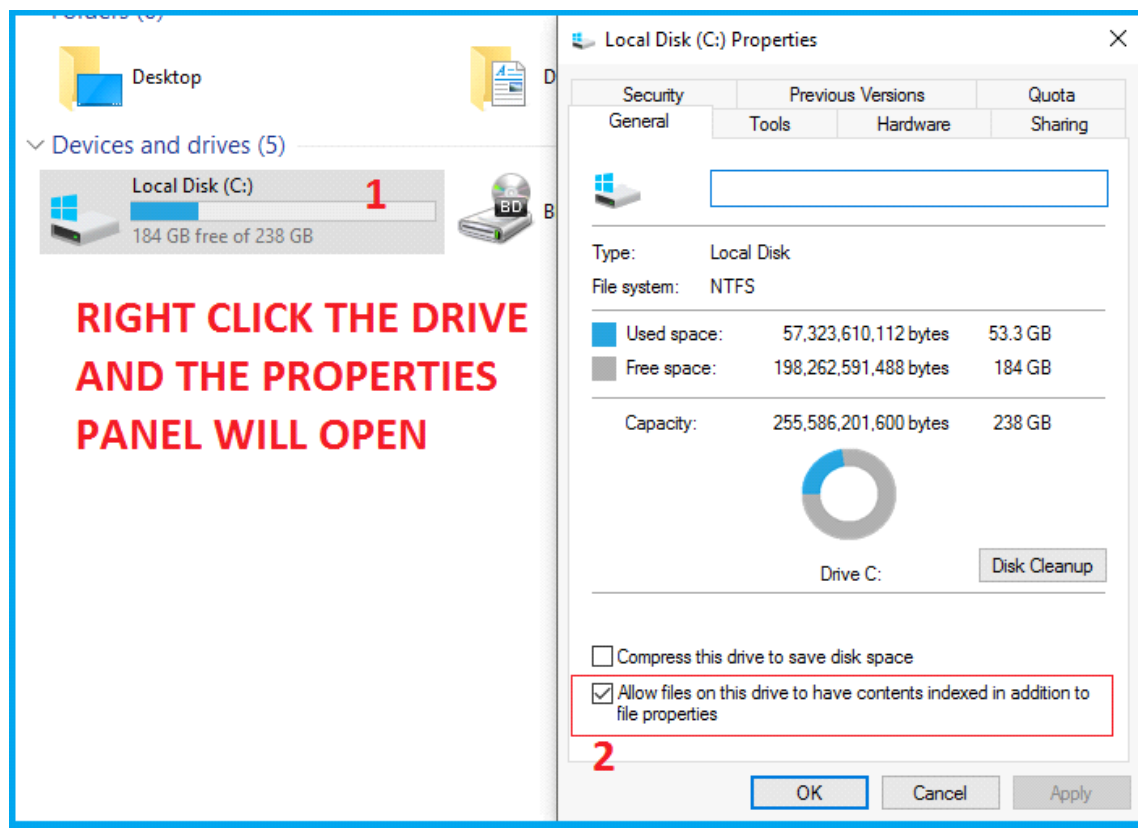 Folders (6)
Desktop
D
Devices and drives (5)
Local Disk (C:)
1
184 GB free of 238 GB
BD
B
RIGHT CLICK THE DRIVE
AND THE PROPERTIES
PANEL WILL OPEN
Local Disk (C:) Properties
Security Previous Versions Quota
General Tools Hardware Sharing
Type: Local Disk
File system: NTFS
Used space: 57,323,610,112 bytes 53.3 GB
Free space: 198,262,591,488 bytes 184 GB
Capacity: 255,586,201,600 bytes 238 GB
Drive C:
Disk Cleanup
Compress this drive to save disk space
Allow files on this drive to have contents indexed in addition to
file properties
2
OK Cancel Apply